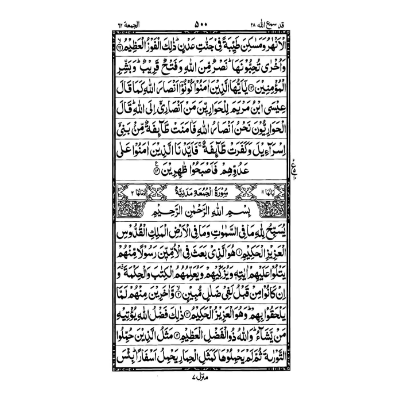 الجمعة ٦٢ ٥٠٠ قد سمع الله ٢٨
الْاَنْهٰرُ وَمَسٰكِنَ طَيِّبَةً فِيْ جَنّٰتِ عَدْنٍ ذٰلِكَ الْفَوْزُ الْعَظِيْمُ
وَاُخْرٰى تُحِبُّوْنَهَا نَصْرٌ مِّنَ اللّٰهِ وَفَتْحٌ قَرِيْبٌ وَبَشِّرِ
الْمُؤْمِنِيْنَ يٰۤاَيُّهَا الَّذِيْنَ اٰمَنُوْا كُوْنُوْۤا اَنْصَارَ اللّٰهِ كَمَا قَالَ
عِيْسَى ابْنُ مَرْيَمَ لِلْحَوَارِيّٖنَ مَنْ اَنْصَارِيْۤ اِلَى اللّٰهِ قَالَ
الْحَوَارِيُّوْنَ نَحْنُ اَنْصَارُ اللّٰهِ فَاٰمَنَتْ طَّآئِفَةٌ مِّنْۢ بَنِيْۤ
اِسْرَآءِيْلَ وَكَفَرَتْ طَّآئِفَةٌ فَاَيَّدْنَا الَّذِيْنَ اٰمَنُوْا عَلٰى
عَدُوِّهِمْ فَاَصْبَحُوْا ظٰهِرِيْنَ
سُوْرَةُ الْجُمُعَةِ مَدَنِيَّةٌ
بِسْمِ اللّٰهِ الرَّحْمٰنِ الرَّحِيْمِ
يُسَبِّحُ لِلّٰهِ مَا فِي السَّمٰوٰتِ وَمَا فِي الْاَرْضِ الْمَلِكِ الْقُدُّوْسِ
الْعَزِيْزِ الْحَكِيْمِ هُوَ الَّذِيْ بَعَثَ فِي الْاُمِّيّٖنَ رَسُوْلًا مِّنْهُمْ
يَتْلُوْا عَلَيْهِمْ اٰيٰتِهٖ وَيُزَكِّيْهِمْ وَيُعَلِّمُهُمُ الْكِتٰبَ وَالْحِكْمَةَ وَ
اِنْ كَانُوْا مِنْ قَبْلُ لَفِيْ ضَلٰلٍ مُّبِيْنٍ وَّاٰخَرِيْنَ مِنْهُمْ لَمَّا
يَلْحَقُوْا بِهِمْ وَهُوَ الْعَزِيْزُ الْحَكِيْمُ ذٰلِكَ فَضْلُ اللّٰهِ يُؤْتِيْهِ
مَنْ يَّشَآءُ وَاللّٰهُ ذُو الْفَضْلِ الْعَظِيْمِ مَثَلُ الَّذِيْنَ حُمِّلُوا
التَّوْرٰىةَ ثُمَّ لَمْ يَحْمِلُوْهَا كَمَثَلِ الْحِمَارِ يَحْمِلُ اَسْفَارًا بِئْسَ
منزل ٧